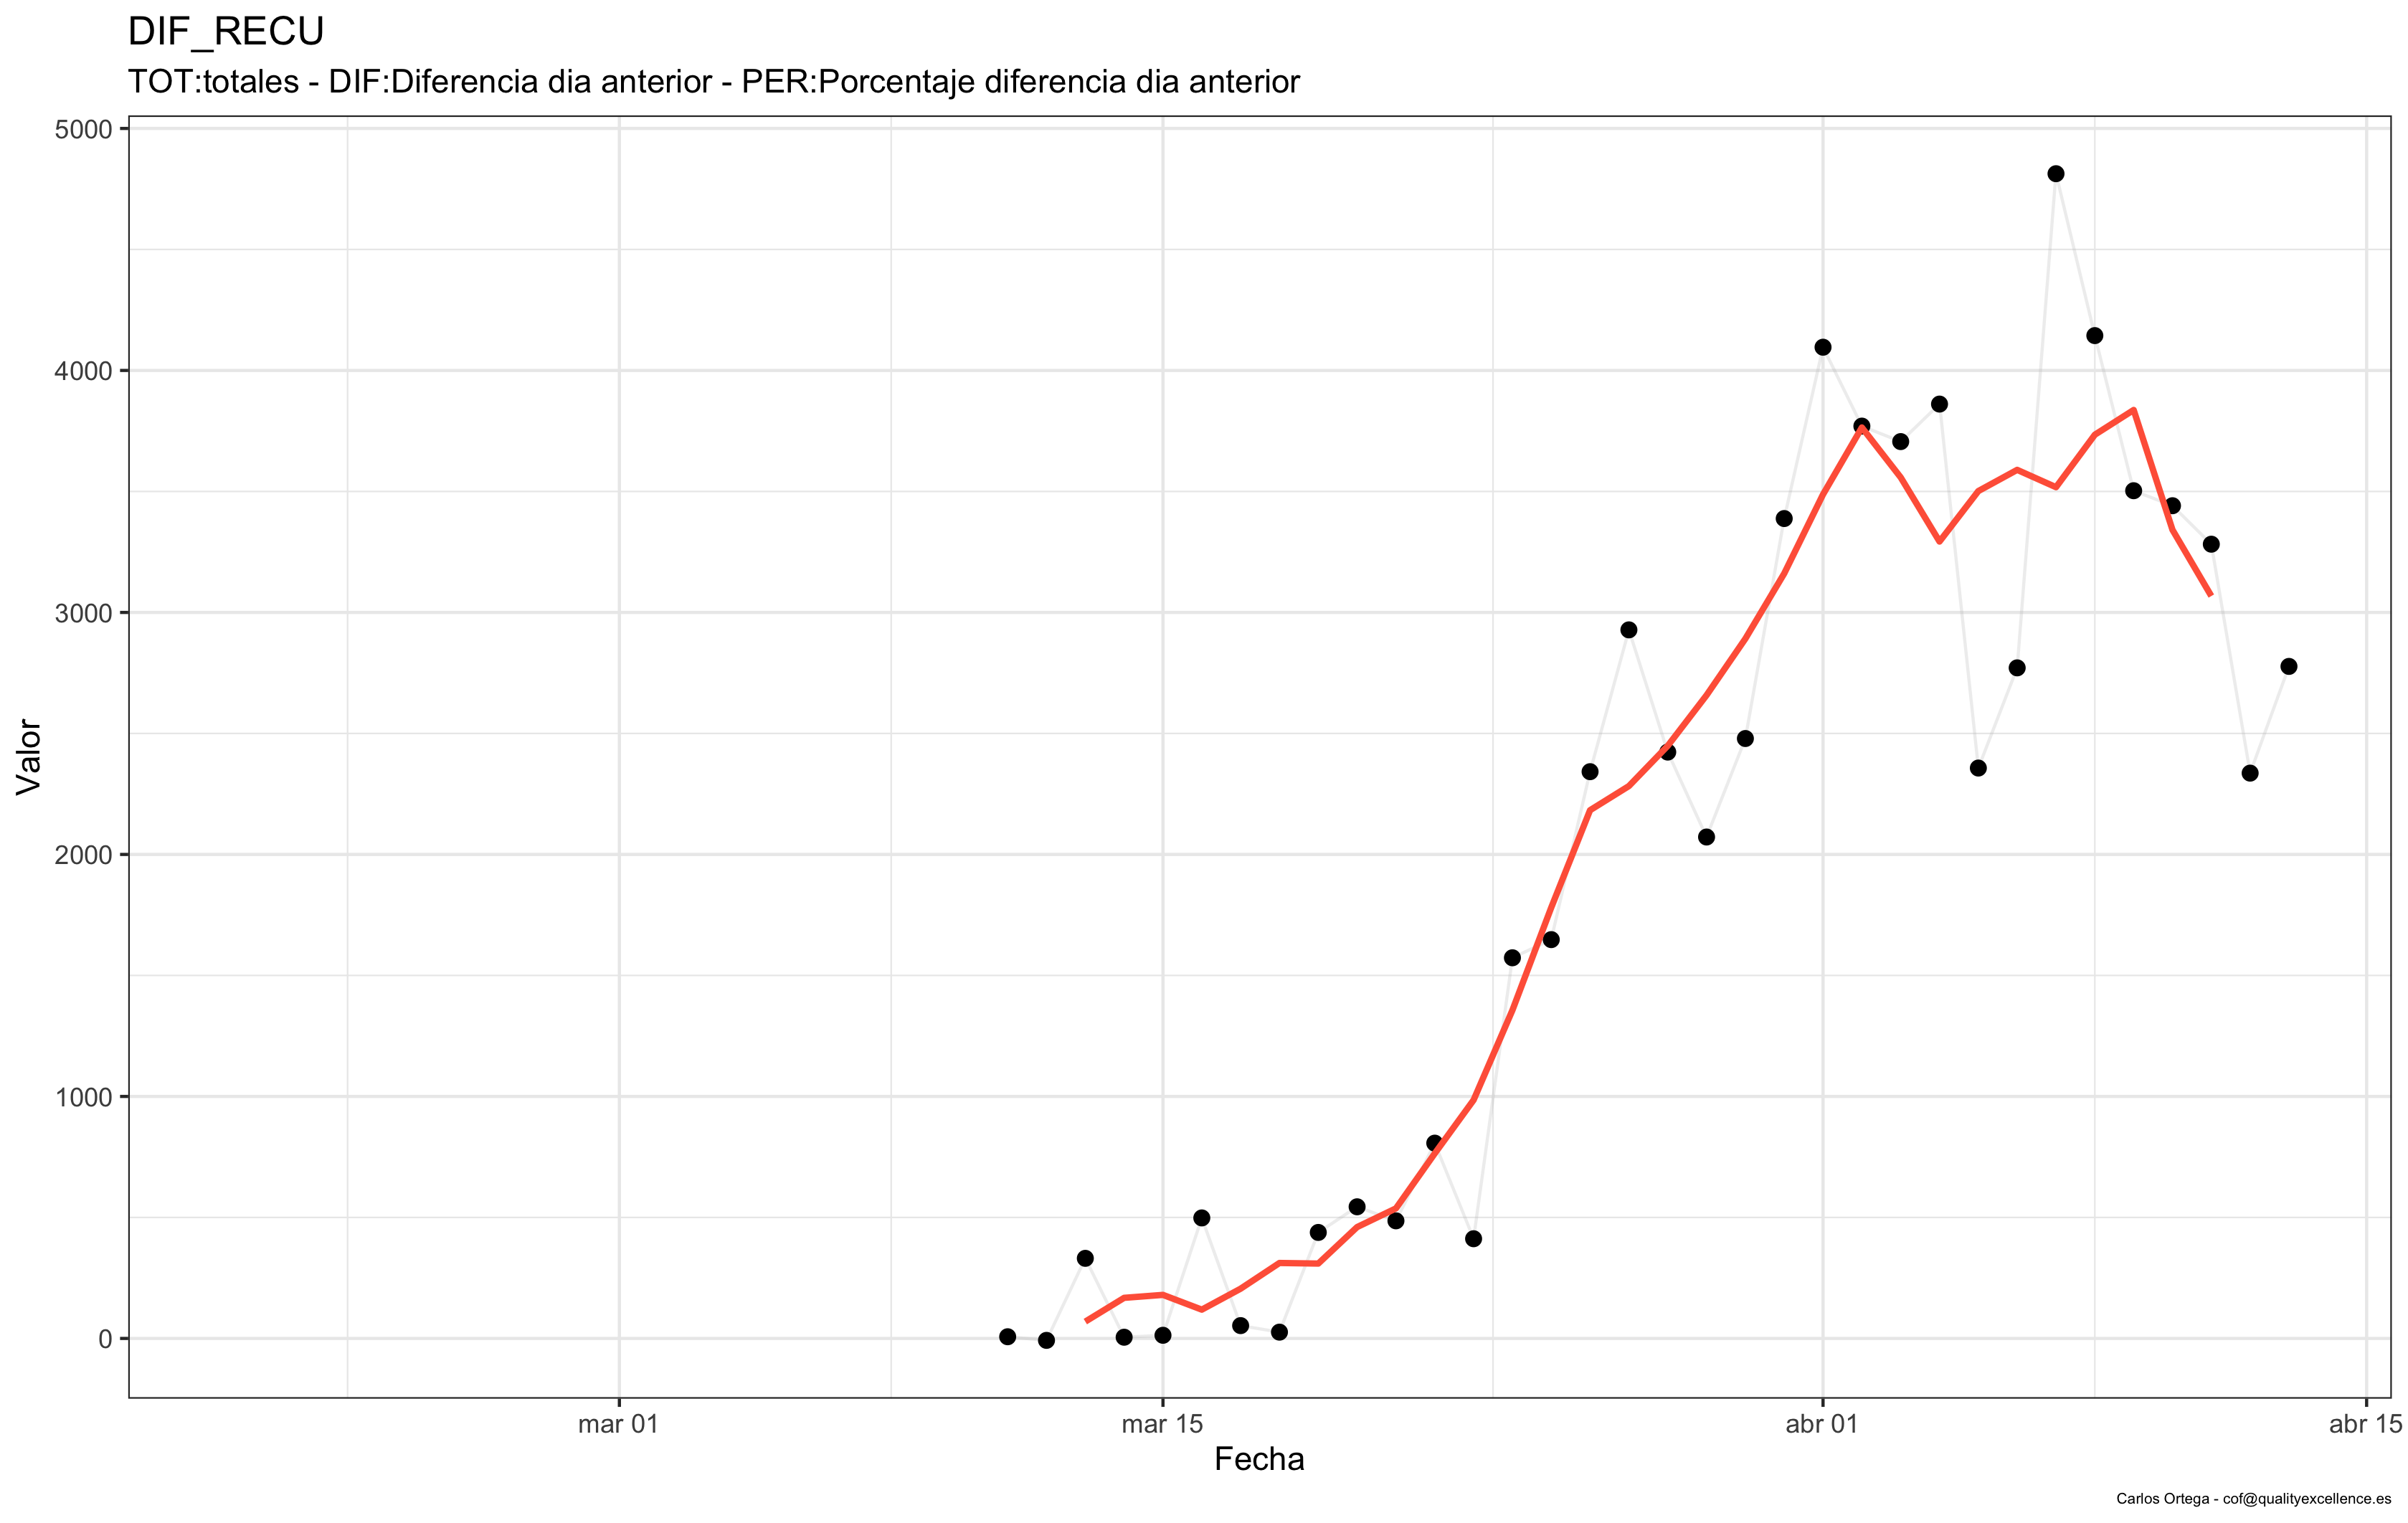 DIF_RECU
TOT:totales - DIF:Diferencia dia anterior - PER:Porcentaje diferencia dia anterior
5000
4000
3000
2000
1000
0
Valor
mar 01
mar 15
abr 01
abr 15
Fecha
Carlos Ortega - cof@qualityexcellence.es